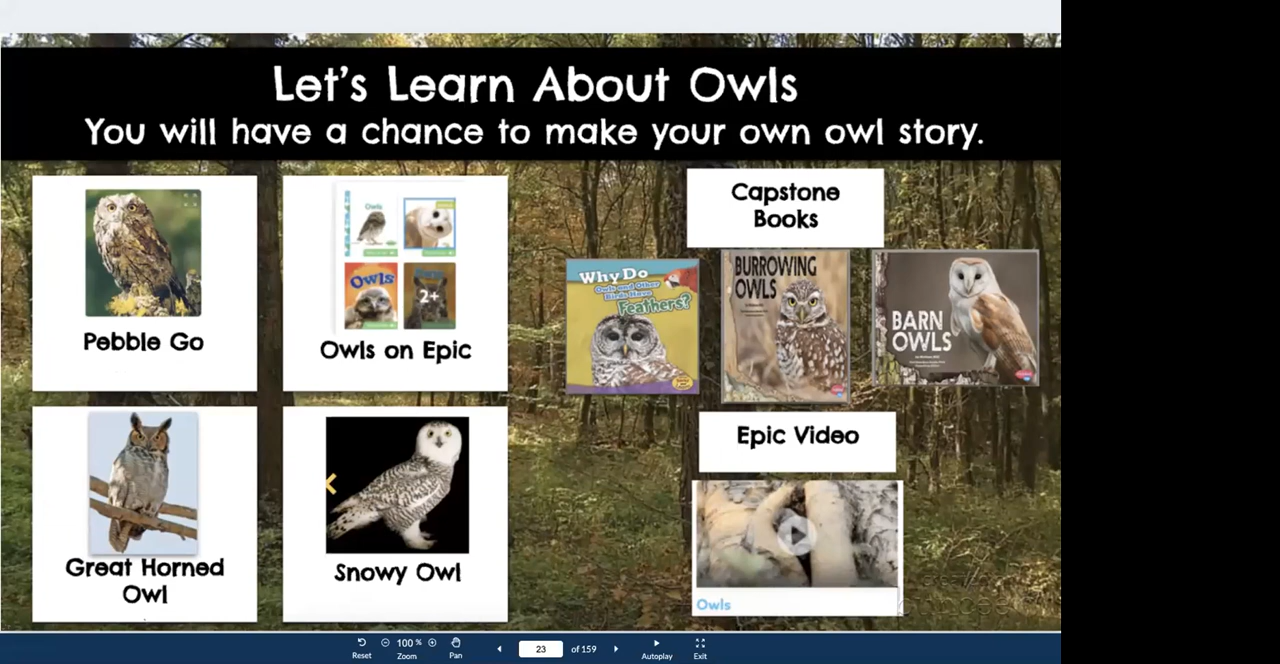 Let's Learn About Owls
You will have a chance to make your own owl story.
Pebble Go
Owls
Owls
2+
Owls on Epic
Capstone
Books
Why Do
Owls and Other
Birds Have
Feathers?
BURROWING
OWLS
BARN
OWLS
Great Horned
Owl
Snowy Owl
Epic Video
Owls
Reset
100 %
Zoom
Pan
23
of 159
Autoplay
Exit